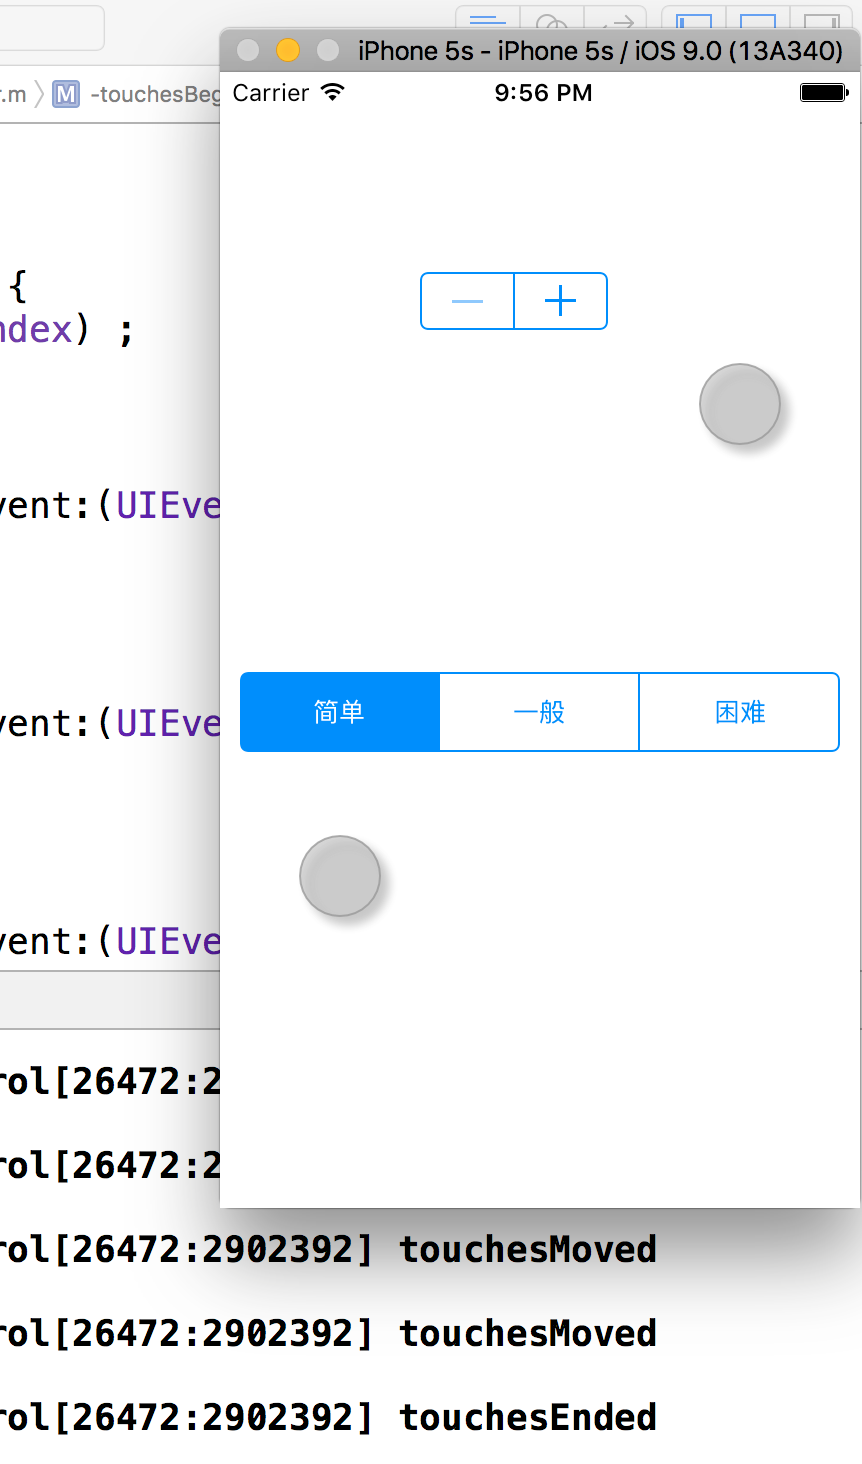 iPhone 5s - iPhone 5s / iOS 9.0 (13A340)
.m
M
-touchesBeg
Carrier
9:56 PM
{
ndex) ;
vent:(UIEve
简单
一般
困难
vent:(UIEve
vent:(UIEve
rol[26472:2
rol[26472:2
rol[26472:2902392] touchesMoved
rol[26472:2902392] touchesMoved
rol[26472:2902392] touchesEnded